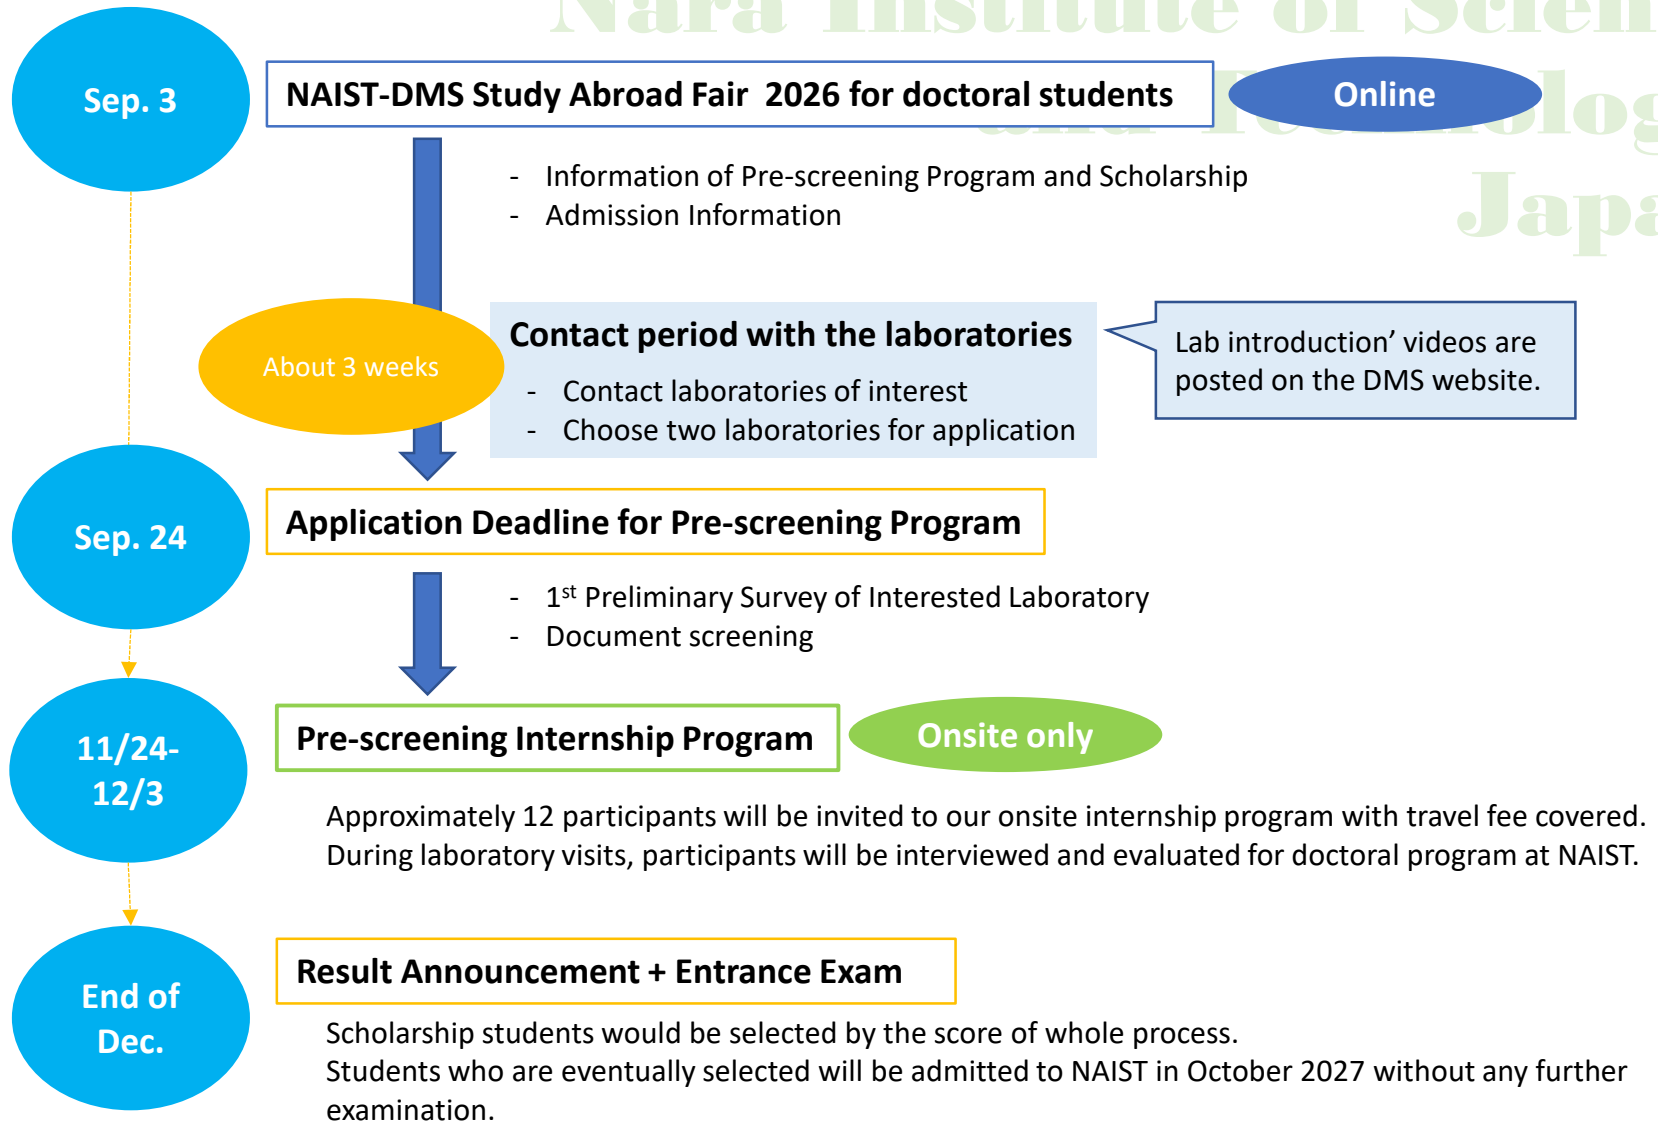 Nara Institute of Scien
and Technolog
Japa
Sep. 3
NAIST-DMS Study Abroad Fair 2026 for doctoral students
Online
- Information of Pre-screening Program and Scholarship
- Admission Information
About 3 weeks
Contact period with the laboratories
- Contact laboratories of interest
- Choose two laboratories for application
Lab introduction’ videos are
posted on the DMS website.
Sep. 24
Application Deadline for Pre-screening Program
- 1st Preliminary Survey of Interested Laboratory
- Document screening
11/24-
12/3
Pre-screening Internship Program
Onsite only
Approximately 12 participants will be invited to our onsite internship program with travel fee covered.
During laboratory visits, participants will be interviewed and evaluated for doctoral program at NAIST.
End of
Dec.
Result Announcement + Entrance Exam
Scholarship students would be selected by the score of whole process.
Students who are eventually selected will be admitted to NAIST in October 2027 without any further
examination.